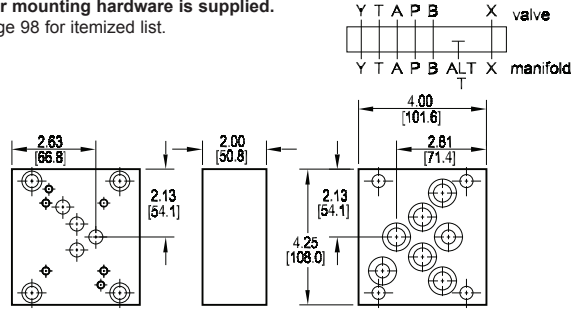 r mounting hardware is supplied.
ge 98 for itemized list.
Y T A P B X valve
T
Y T A P B ALT X manifold
T
4.00
[101.6]
2.63
[66.8]
2.00
[50.8]
2.81
[71.4]
2.13
[54.1]
2.13
[54.1]
4.25
[108.0]